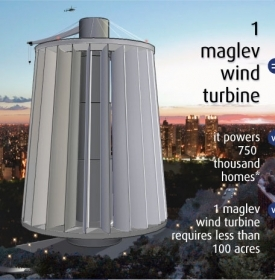 1
maglev
wind
turbine
it powers
750
"thousand
homes"
1 maglev
wind turbine
requires less than
100 acres